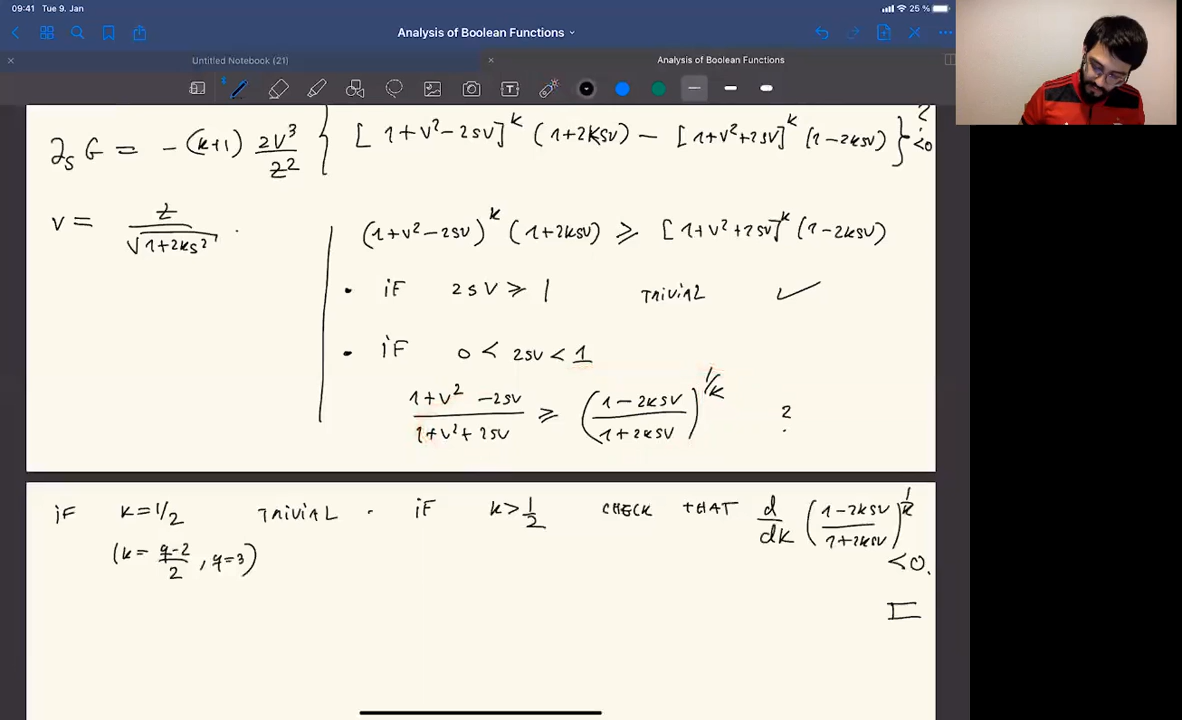 09:41 Tue 9. Jan 25 %
Analysis of Boolean Functions
Untitled Notebook (21) Analysis of Boolean Functions
∂ₛ G = - (k+1) 2v³/z² { [1+v²-2sv]^k (1+2ksv) - [1+v²+2sv]^k (1-2ksv) } <0 ?
v = z/√(1+2ks²) .
(1+v²-2sv)^k (1+2ksv) ≥ [1+v²+2sv]^k (1-2ksv)
• iF 2sv ≥ 1 TRIVIAL ✓
• iF 0 < 2sv < 1
(1+v²-2sv)/(1+v²+2sv) ≥ ((1-2ksv)/(1+2ksv))^(1/k) ?
iF k=1/2 TRIVIAL . iF k>1/2 CHECK THAT d/dk ((1-2ksv)/(1+2ksv))^(1/k) <0.
(k = (q-2)/2 , q=3)